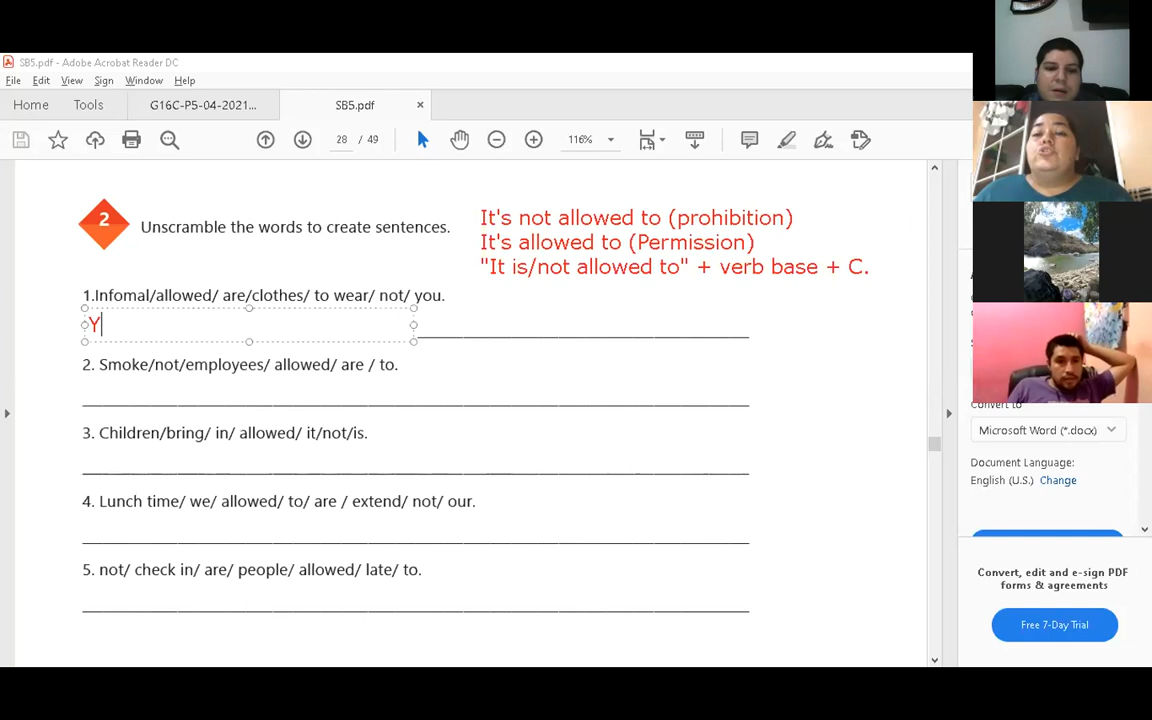 SB5.pdf - Adobe Acrobat Reader DC
File Edit View Sign Window Help
Home Tools G16C-P5-04-2021... SB5.pdf ×
28 / 49 116%
2 Unscramble the words to create sentences.
It's not allowed to (prohibition)
It's allowed to (Permission)
"It is/not allowed to" + verb base + C.
1.Infomal/allowed/ are/clothes/ to wear/ not/ you.
Y
2. Smoke/not/employees/ allowed/ are / to.
3. Children/bring/ in/ allowed/ it/not/is.
4. Lunch time/ we/ allowed/ to/ are / extend/ not/ our.
5. not/ check in/ are/ people/ allowed/ late/ to.
Convert to
Microsoft Word (*.docx)
Document Language:
English (U.S.) Change
Convert, edit and e-sign PDF
forms & agreements
Free 7-Day Trial